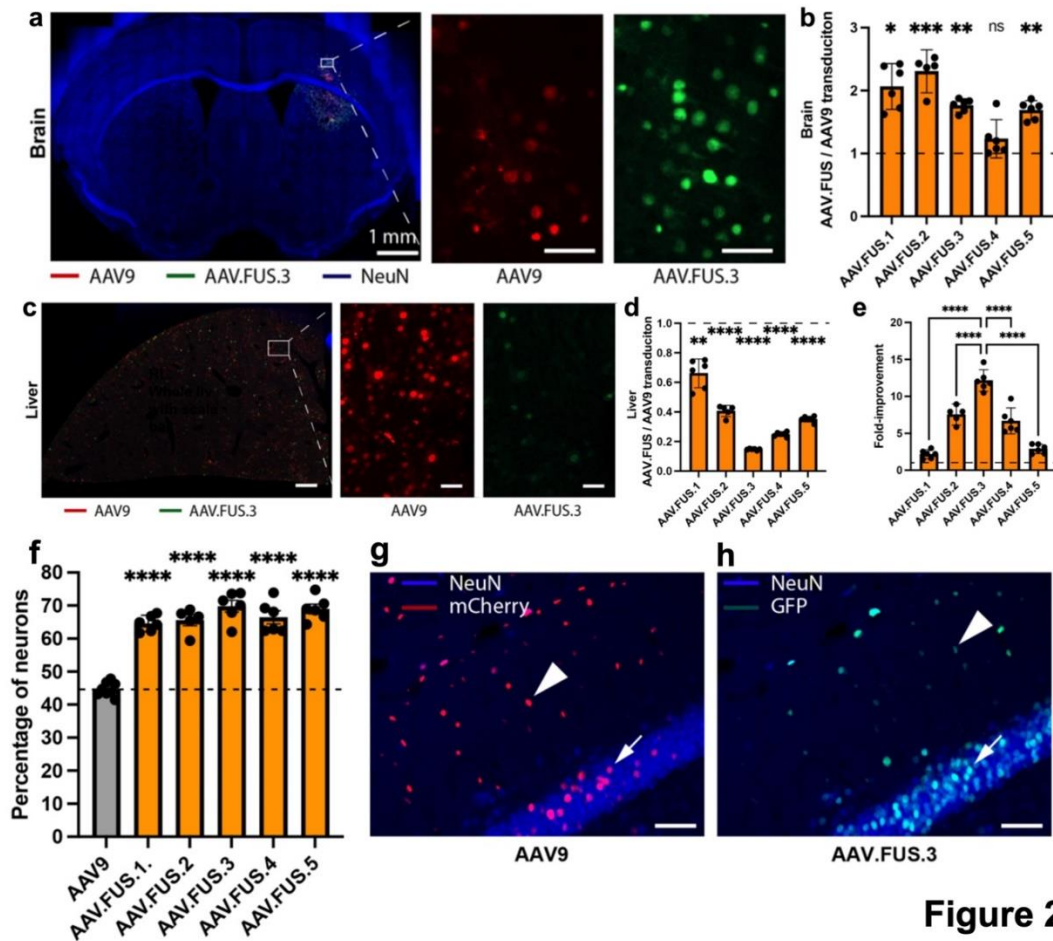 a
Brain
1 mm
AAV9 AAV.FUS.3 NeuN
AAV9
AAV.FUS.3
b
Brain
AAV.FUS / AAV9 transduciton
* *** ** ns **
3
2
1
0
AAV.FUS.1
AAV.FUS.2
AAV.FUS.3
AAV.FUS.4
AAV.FUS.5
c
Liver
AAV9 AAV.FUS.3
AAV9
AAV.FUS.3
d
Liver
AAV.FUS / AAV9 transduciton
** **** **** **** ****
1.0
0.8
0.6
0.4
0.2
0.0
AAV.FUS.1
AAV.FUS.2
AAV.FUS.3
AAV.FUS.4
AAV.FUS.5
e
Fold-improvement
**** ****
**** ****
20
15
10
5
0
AAV.FUS.1
AAV.FUS.2
AAV.FUS.3
AAV.FUS.4
AAV.FUS.5
f
Percentage of neurons
**** **** **** **** ****
80
70
60
50
40
30
20
10
0
AAV9
AAV.FUS.1.
AAV.FUS.2
AAV.FUS.3
AAV.FUS.4
AAV.FUS.5
g
NeuN
mCherry
AAV9
h
NeuN
GFP
AAV.FUS.3
Figure 2